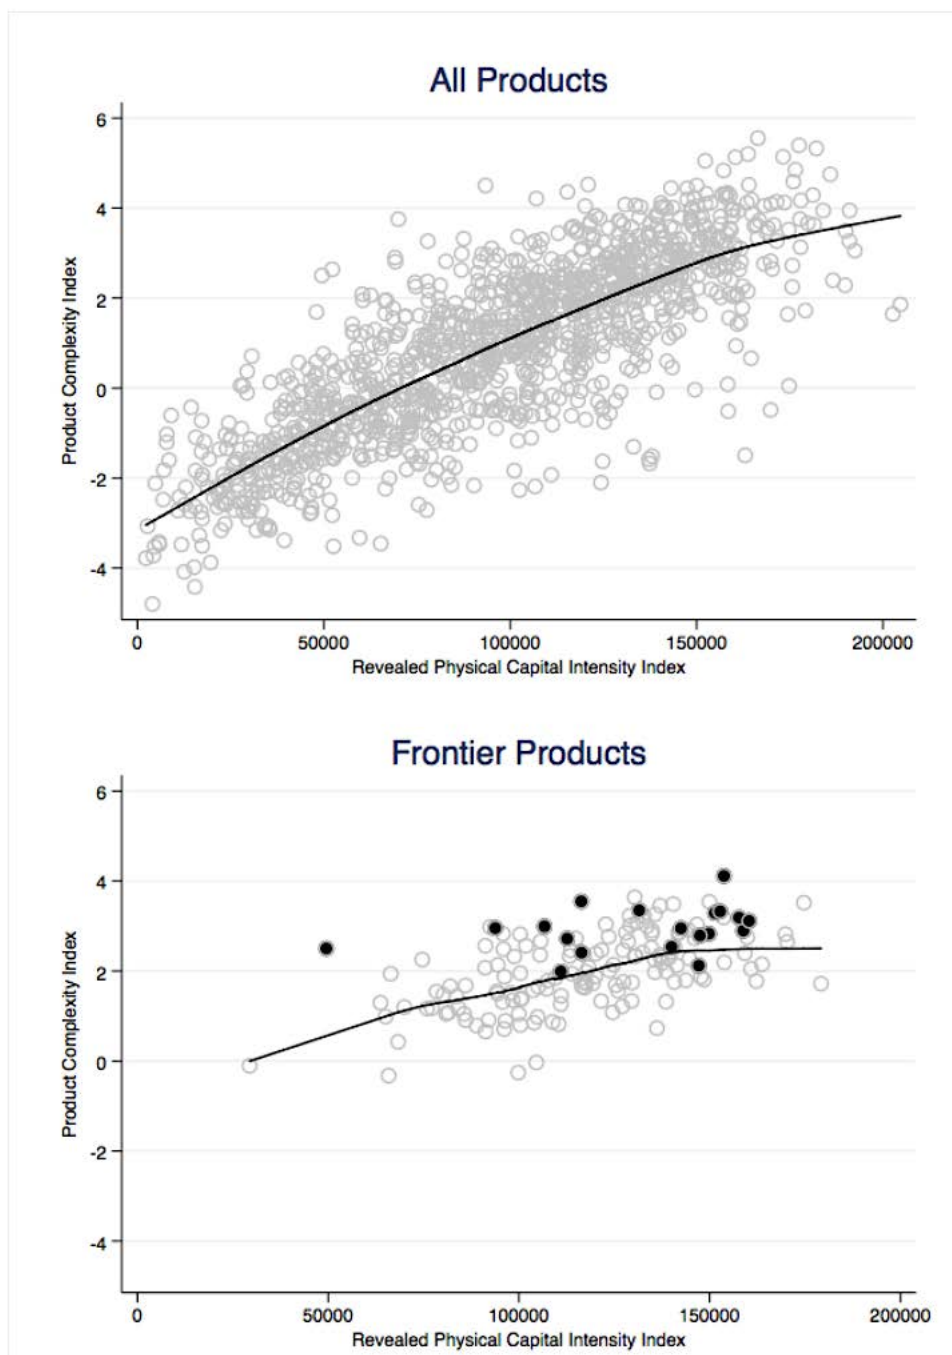 All Products
6
4
2
0
-2
-4
Product Complexity Index
0 50000 100000 150000 200000
Revealed Physical Capital Intensity Index
Frontier Products
6
4
2
0
-2
-4
Product Complexity Index
0 50000 100000 150000 200000
Revealed Physical Capital Intensity Index